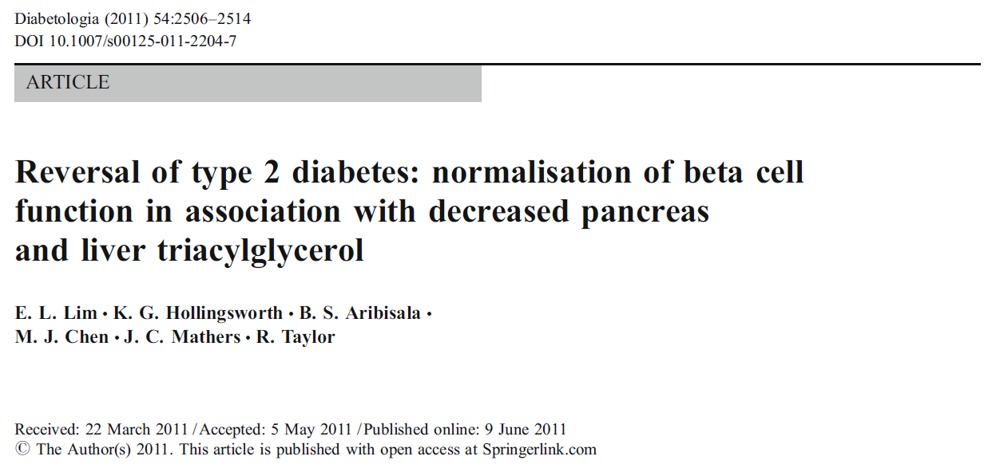 Diabetologia (2011) 54:2506–2514
DOI 10.1007/s00125-011-2204-7
ARTICLE
Reversal of type 2 diabetes: normalisation of beta cell
function in association with decreased pancreas
and liver triacylglycerol
E. L. Lim • K. G. Hollingsworth • B. S. Aribisala •
M. J. Chen • J. C. Mathers • R. Taylor
Received: 22 March 2011 / Accepted: 5 May 2011 / Published online: 9 June 2011
© The Author(s) 2011. This article is published with open access at Springerlink.com